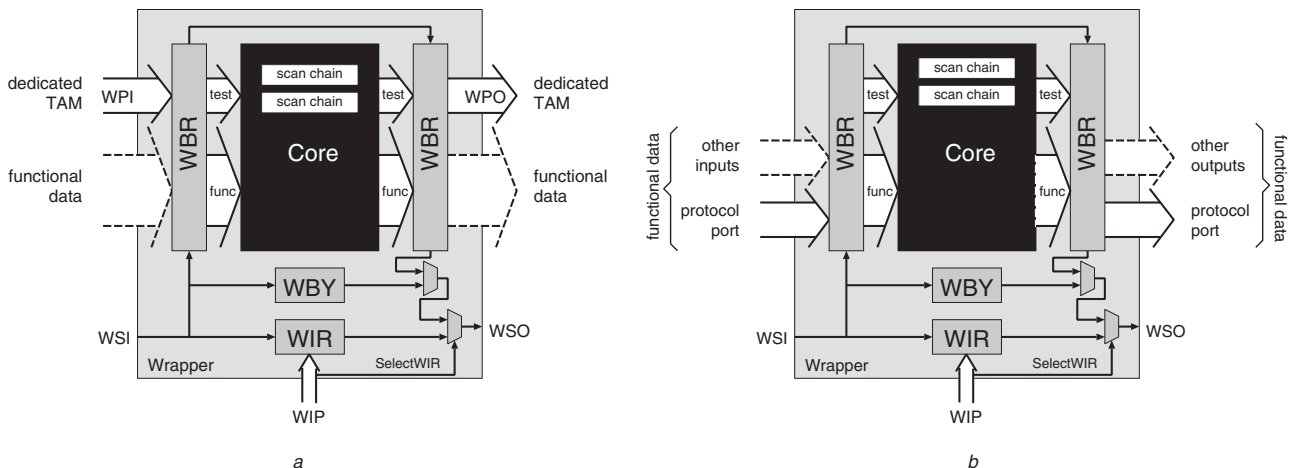 dedicated
TAM
WPI
WBR
test
scan chain
scan chain
Core
test
WBR
WPO
dedicated
TAM
functional
data
func
func
functional
data
WBY
WSI
WIR
WSO
Wrapper
SelectWIR
WIP
a
functional data
other
inputs
protocol
port
WBR
test
scan chain
scan chain
Core
test
WBR
func
func
other
outputs
protocol
port
functional data
WBY
WSI
WIR
WSO
Wrapper
SelectWIR
WIP
b